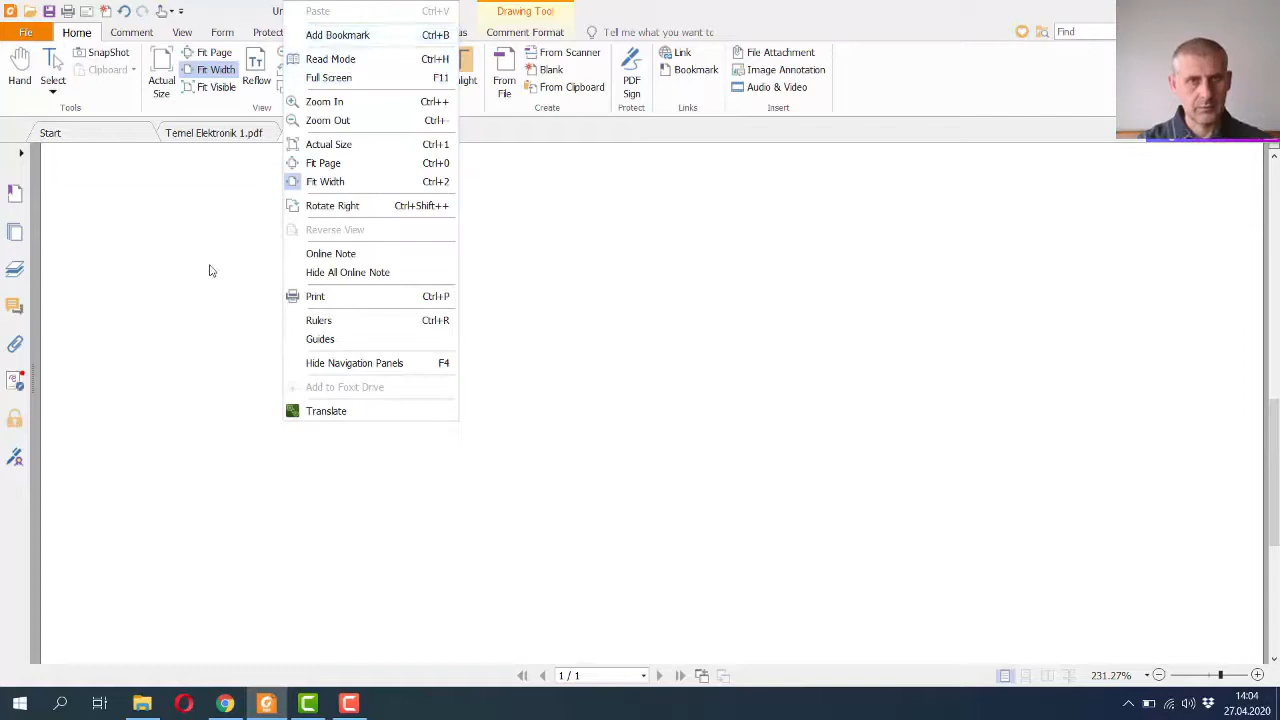 Un
Drawing Tool
File
Home
Comment
View
Form
Protec
Comment Format
Tell me what you want to
Find
Hand
Select
SnapShot
Clipboard
Tools
Actual
Size
Fit Page
Fit Width
Fit Visible
Reflow
View
From
File
From Scanner
Blank
From Clipboard
Create
PDF
Sign
Protect
Link
Bookmark
Links
File Attachment
Image Annotation
Audio & Video
Insert
Start
Temel Elektronik 1.pdf
Paste Ctrl+V
Add Bookmark Ctrl+B
Read Mode Ctrl+H
Full Screen F11
Zoom In Ctrl++
Zoom Out Ctrl+-
Actual Size Ctrl+1
Fit Page Ctrl+0
Fit Width Ctrl+2
Rotate Right Ctrl+Shift++
Reverse View
Online Note
Hide All Online Note
Print Ctrl+P
Rulers Ctrl+R
Guides
Hide Navigation Panels F4
Add to Foxit Drive
Translate
1 / 1
231.27%
14:04
27.04.2020